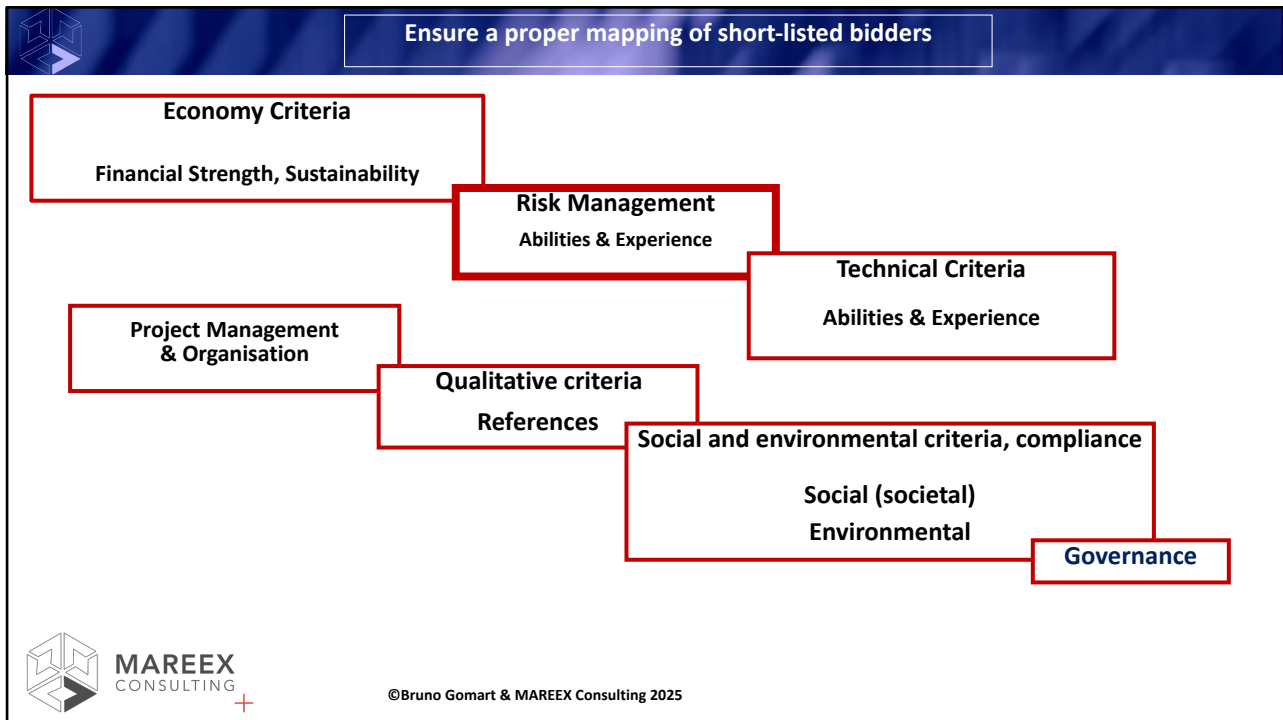 Ensure a proper mapping of short-listed bidders
Economy Criteria
Financial Strength, Sustainability
Risk Management
Abilities & Experience
Technical Criteria
Abilities & Experience
Project Management
& Organisation
Qualitative criteria
References
Social and environmental criteria, compliance
Social (societal)
Environmental
Governance
MAREEX
CONSULTING
©Bruno Gomart & MAREEX Consulting 2025